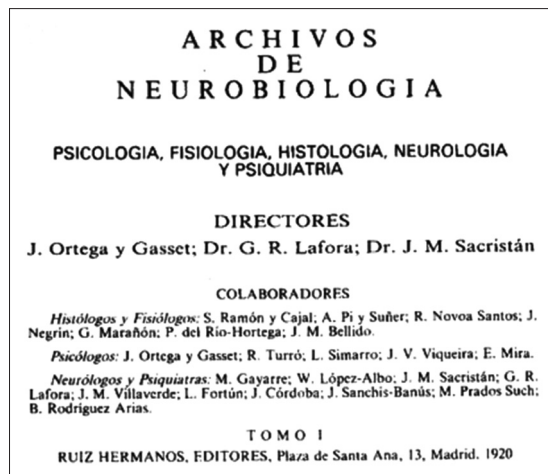 ARCHIVOS
DE
NEUROBIOLOGIA
PSICOLOGIA, FISIOLOGIA, HISTOLOGIA, NEUROLOGIA
Y PSIQUIATRIA
DIRECTORES
J. Ortega y Gasset; Dr. G. R. Lafora; Dr. J. M. Sacristán
COLABORADORES
Histólogos y Fisiólogos: S. Ramón y Cajal; A. Pi y Suñer; R. Novoa Santos; J.
Negrin; G. Marañón; P. del Río-Hortega; J. M. Bellido.
Psicólogos: J. Ortega y Gasset; R. Turró; L. Simarro; J. V. Viqueira; E. Mira.
Neurólogos y Psiquiatras: M. Gayarre; W. López-Albo; J. M. Sacristán; G. R.
Lafora; J. M. Villaverde; L. Fortún; J. Córdoba; J. Sanchis-Banús; M. Prados Such;
B. Rodríguez Arias.
TOMO I
RUIZ HERMANOS, EDITORES, Plaza de Santa Ana, 13, Madrid. 1920